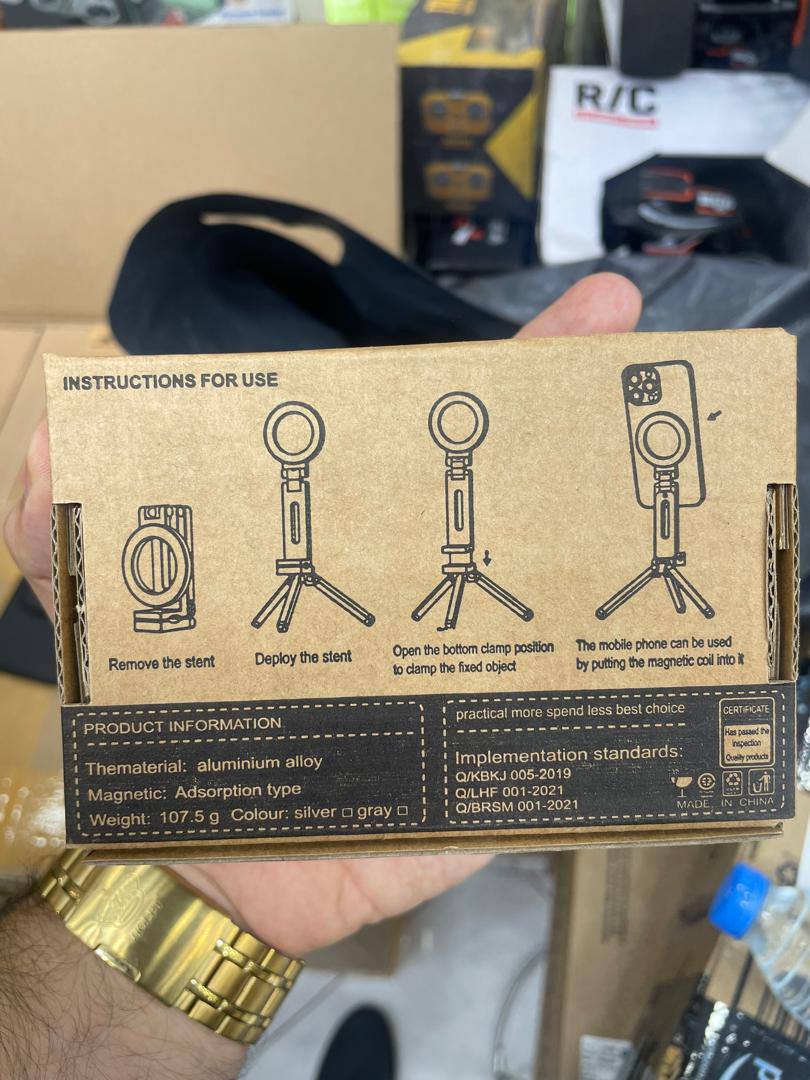 R/C
INSTRUCTIONS FOR USE
Remove the stent
Deploy the stent
Open the bottom clamp position
to clamp the fixed object
The mobile phone can be used
by putting the magnetic coil into it
PRODUCT INFORMATION
Thematerial: aluminium alloy
Magnetic: Adsorption type
Weight: 107.5 g Colour: silver □ gray □
practical more spend less best choice
Implementation standards:
Q/KBKJ 005-2019
Q/LHF 001-2021
Q/BRSM 001-2021
CERTIFICATE
Has passed the
inspection
Quality products
MADE IN CHINA